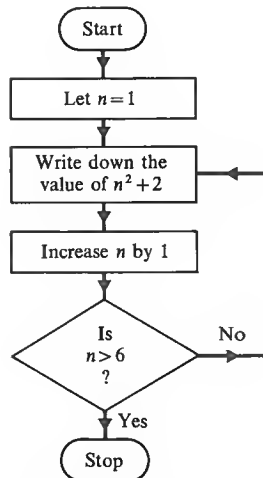 Start
Let n=1
Write down the
value of n²+2
Increase n by 1
Is
n>6
?
No
Yes
Stop